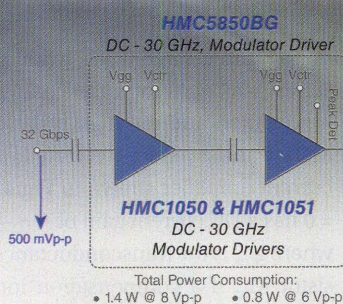 HMC5850BG
DC - 30 GHz, Modulator Driver
Vgg Vctr
Vgg Vctr
Peak Det
32 Gbps
500 mVp-p
HMC1050 & HMC1051
DC - 30 GHz
Modulator Drivers
Total Power Consumption:
• 1.4 W @ 8 Vp-p • 0.8 W @ 6 Vp-p